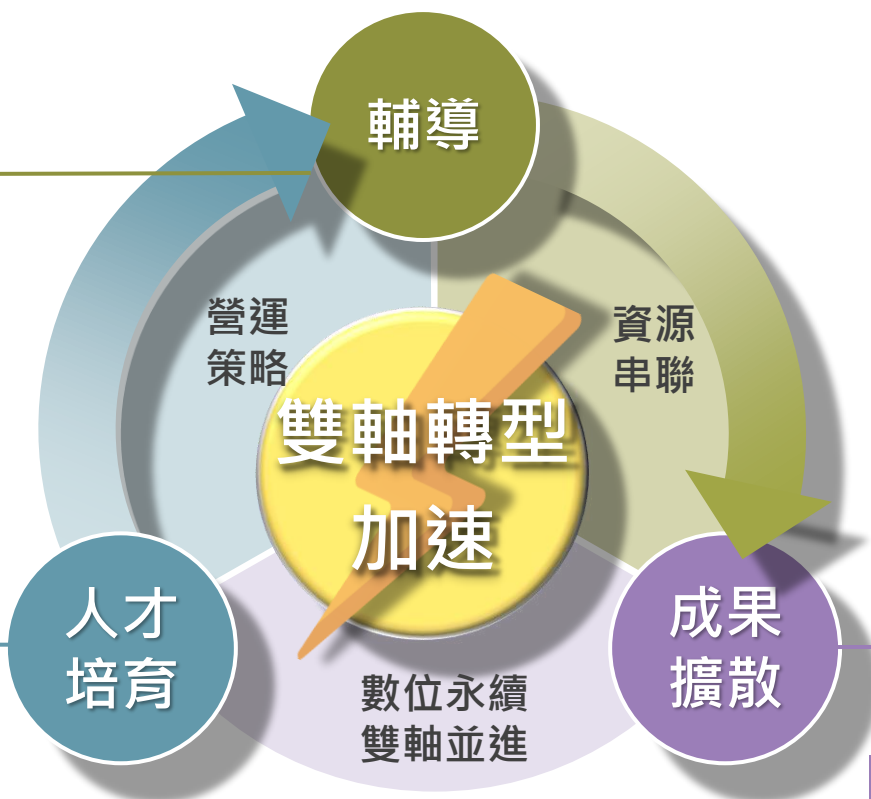 輔導
營運
策略
資源
串聯
雙軸轉型
加速
人才
培育
成果
擴散
數位永續
雙軸並進